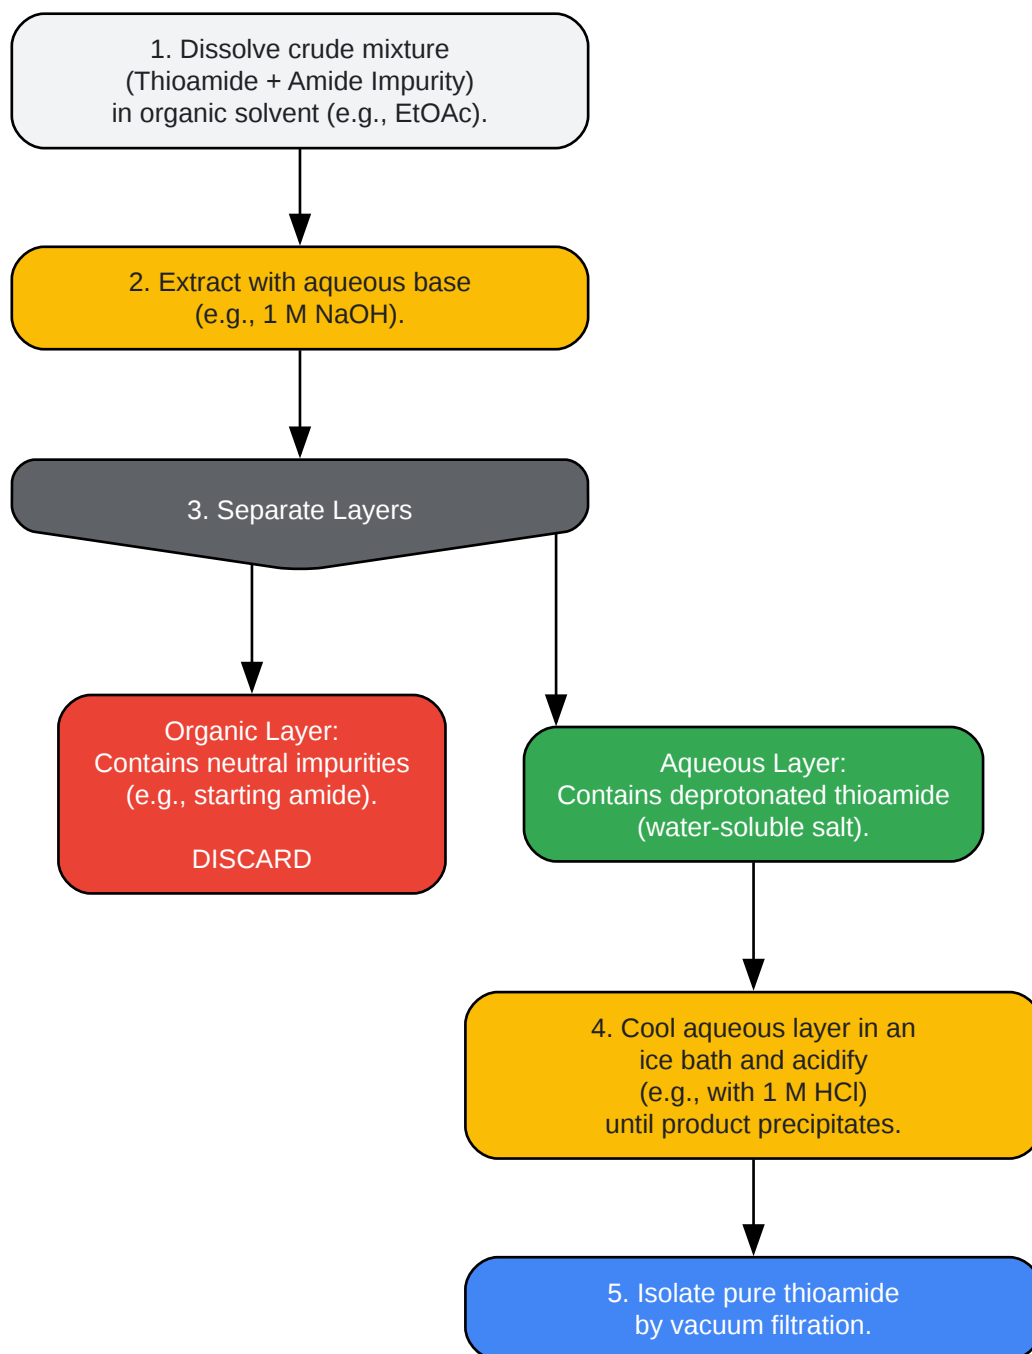 1. Dissolve crude mixture
(Thioamide + Amide Impurity)
in organic solvent (e.g., EtOAc).
2. Extract with aqueous base
(e.g., 1 M NaOH).
3. Separate Layers
Organic Layer:
Contains neutral impurities
(e.g., starting amide).
DISCARD
Aqueous Layer:
Contains deprotonated thioamide
(water-soluble salt).
4. Cool aqueous layer in an
ice bath and acidify
(e.g., with 1 M HCl)
until product precipitates.
5. Isolate pure thioamide
by vacuum filtration.